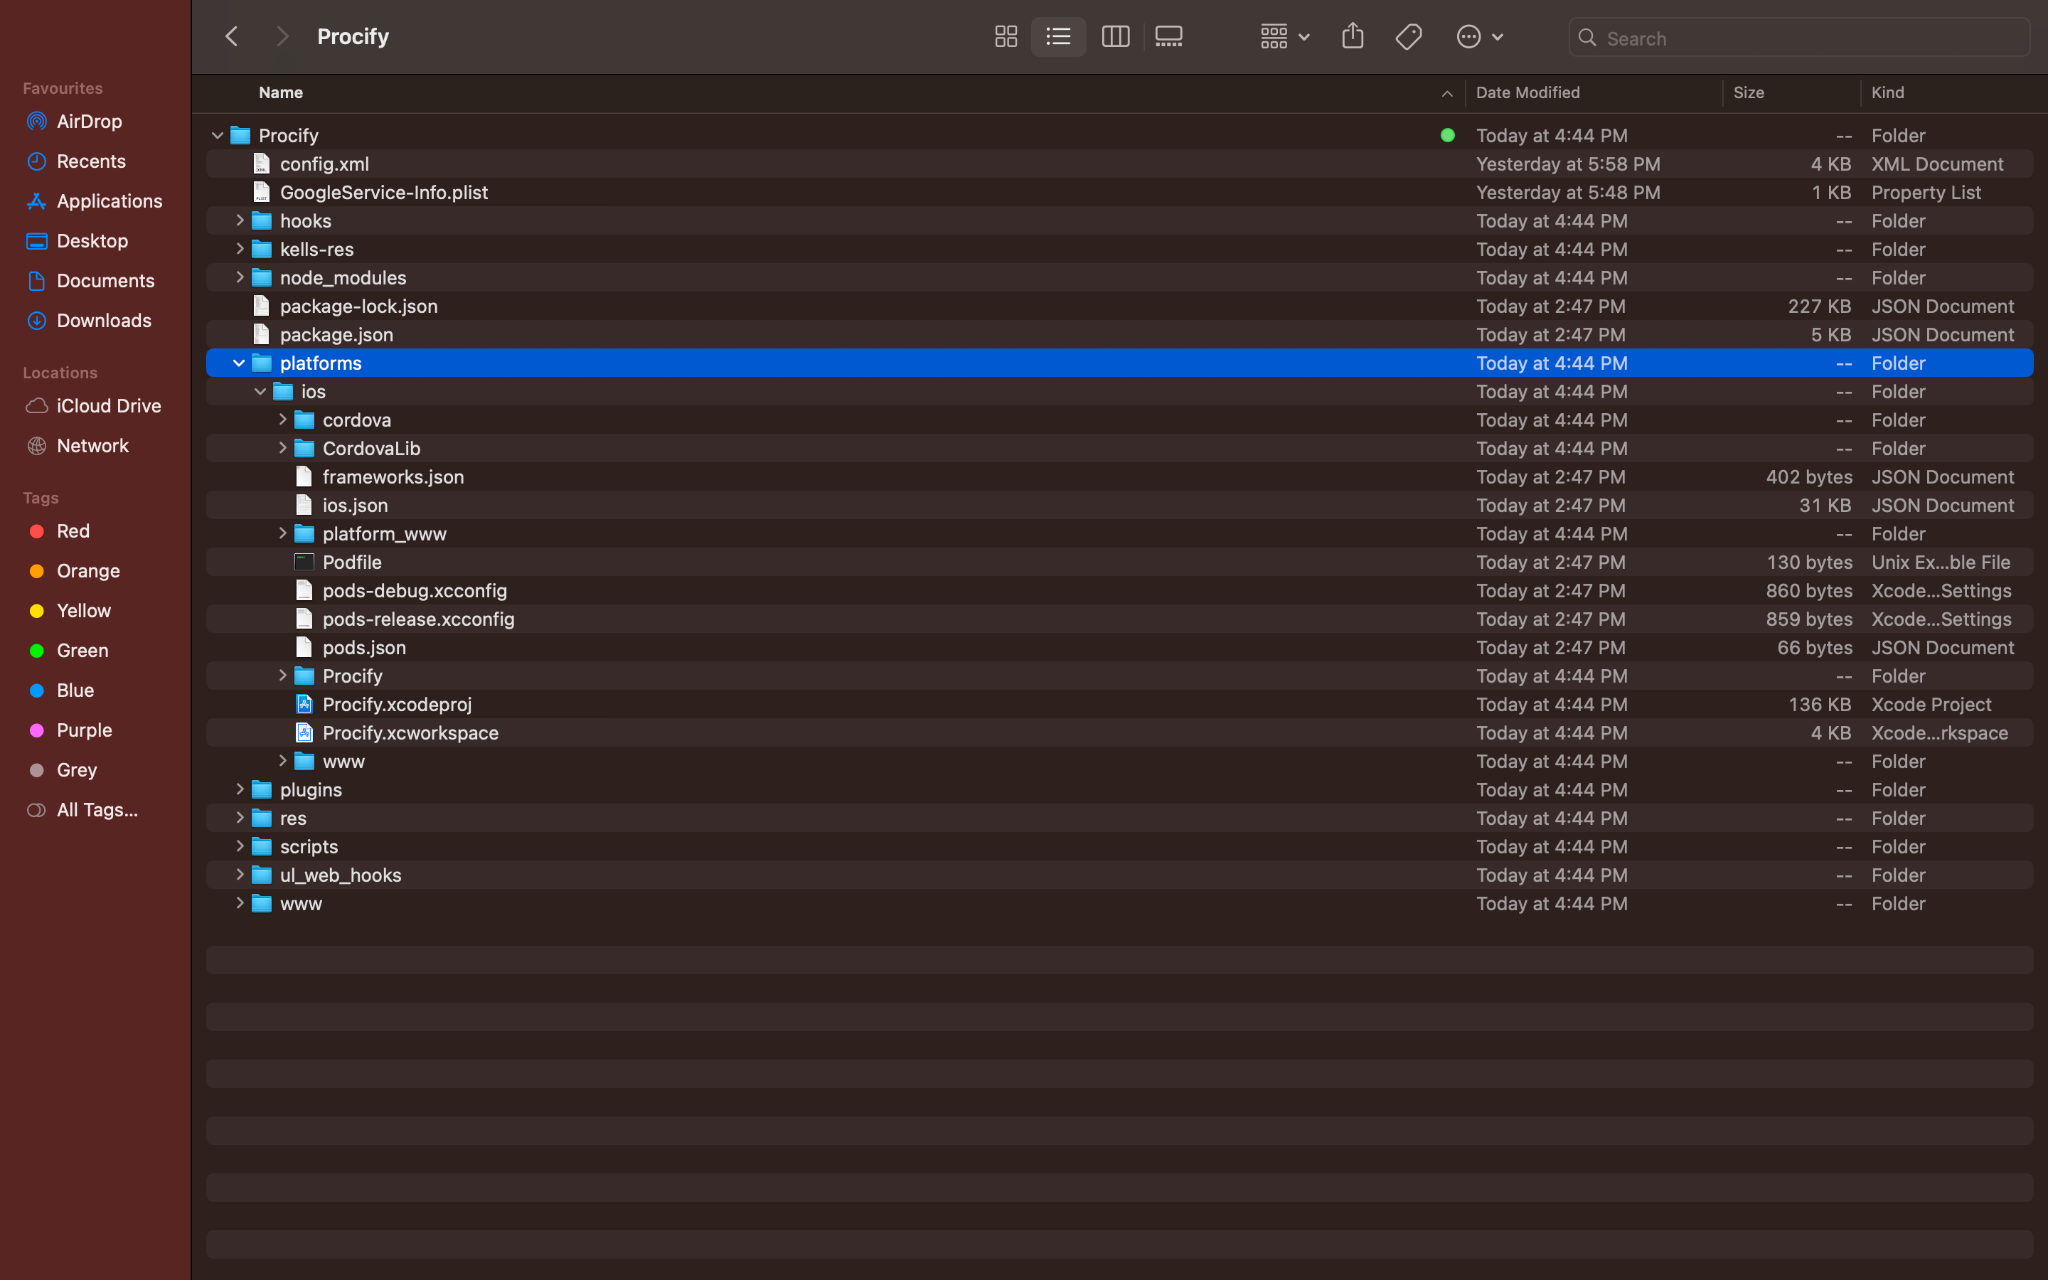 Procify
Search
Favourites
AirDrop
Recents
Applications
Desktop
Documents
Downloads
Locations
iCloud Drive
Network
Tags
Red
Orange
Yellow
Green
Blue
Purple
Grey
All Tags...
Name Date Modified Size Kind
Procify Today at 4:44 PM -- Folder
config.xml Yesterday at 5:58 PM 4 KB XML Document
GoogleService-Info.plist Yesterday at 5:48 PM 1 KB Property List
hooks Today at 4:44 PM -- Folder
kells-res Today at 4:44 PM -- Folder
node_modules Today at 4:44 PM -- Folder
package-lock.json Today at 2:47 PM 227 KB JSON Document
package.json Today at 2:47 PM 5 KB JSON Document
platforms Today at 4:44 PM -- Folder
ios Today at 4:44 PM -- Folder
cordova Today at 4:44 PM -- Folder
CordovaLib Today at 4:44 PM -- Folder
frameworks.json Today at 2:47 PM 402 bytes JSON Document
ios.json Today at 2:47 PM 31 KB JSON Document
platform_www Today at 4:44 PM -- Folder
Podfile Today at 2:47 PM 130 bytes Unix Ex...ble File
pods-debug.xcconfig Today at 2:47 PM 860 bytes Xcode...Settings
pods-release.xcconfig Today at 2:47 PM 859 bytes Xcode...Settings
pods.json Today at 2:47 PM 66 bytes JSON Document
Procify Today at 4:44 PM -- Folder
Procify.xcodeproj Today at 4:44 PM 136 KB Xcode Project
Procify.xcworkspace Today at 4:44 PM 4 KB Xcode...rkspace
www Today at 4:44 PM -- Folder
plugins Today at 4:44 PM -- Folder
res Today at 4:44 PM -- Folder
scripts Today at 4:44 PM -- Folder
ul_web_hooks Today at 4:44 PM -- Folder
www Today at 4:44 PM -- Folder